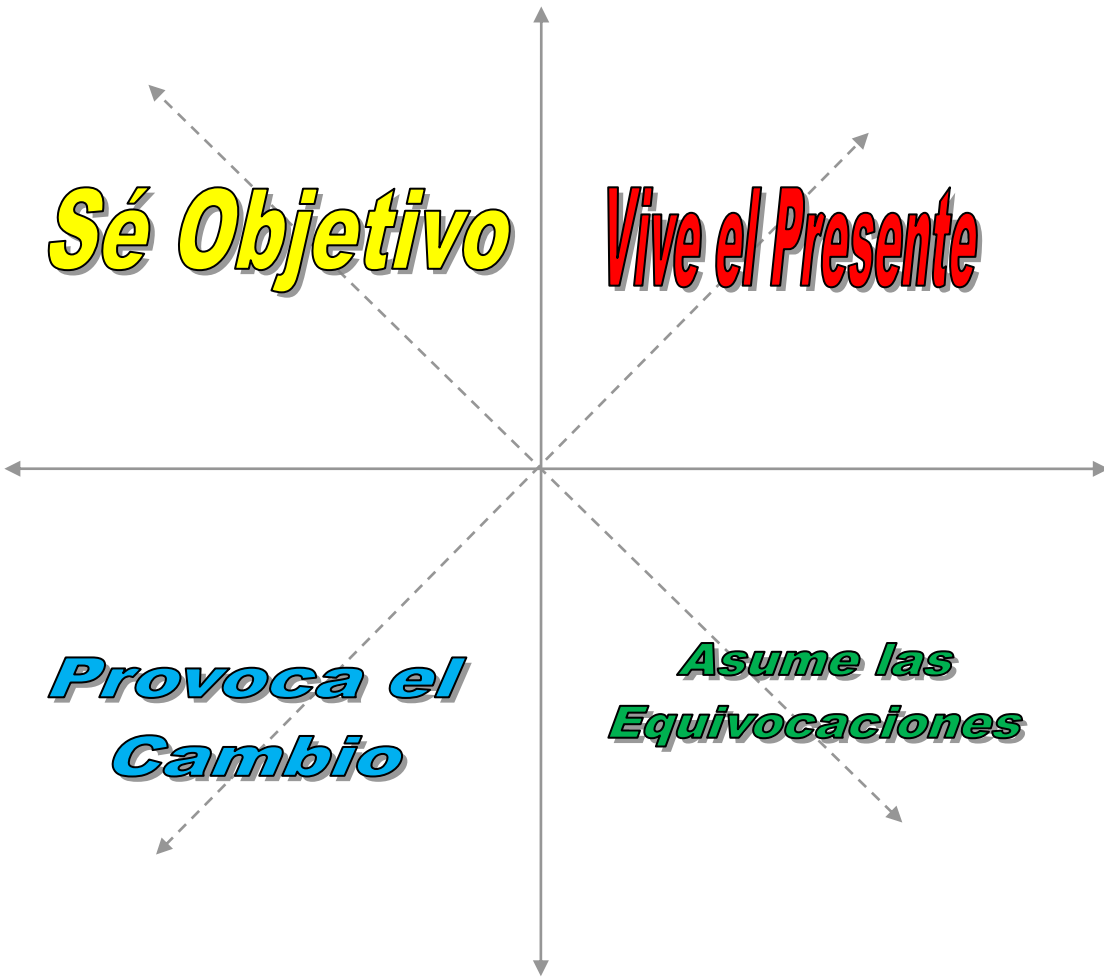 Sé Objetivo
Vive el Presente
Provoca el
Cambio
Asume las
Equivocaciones